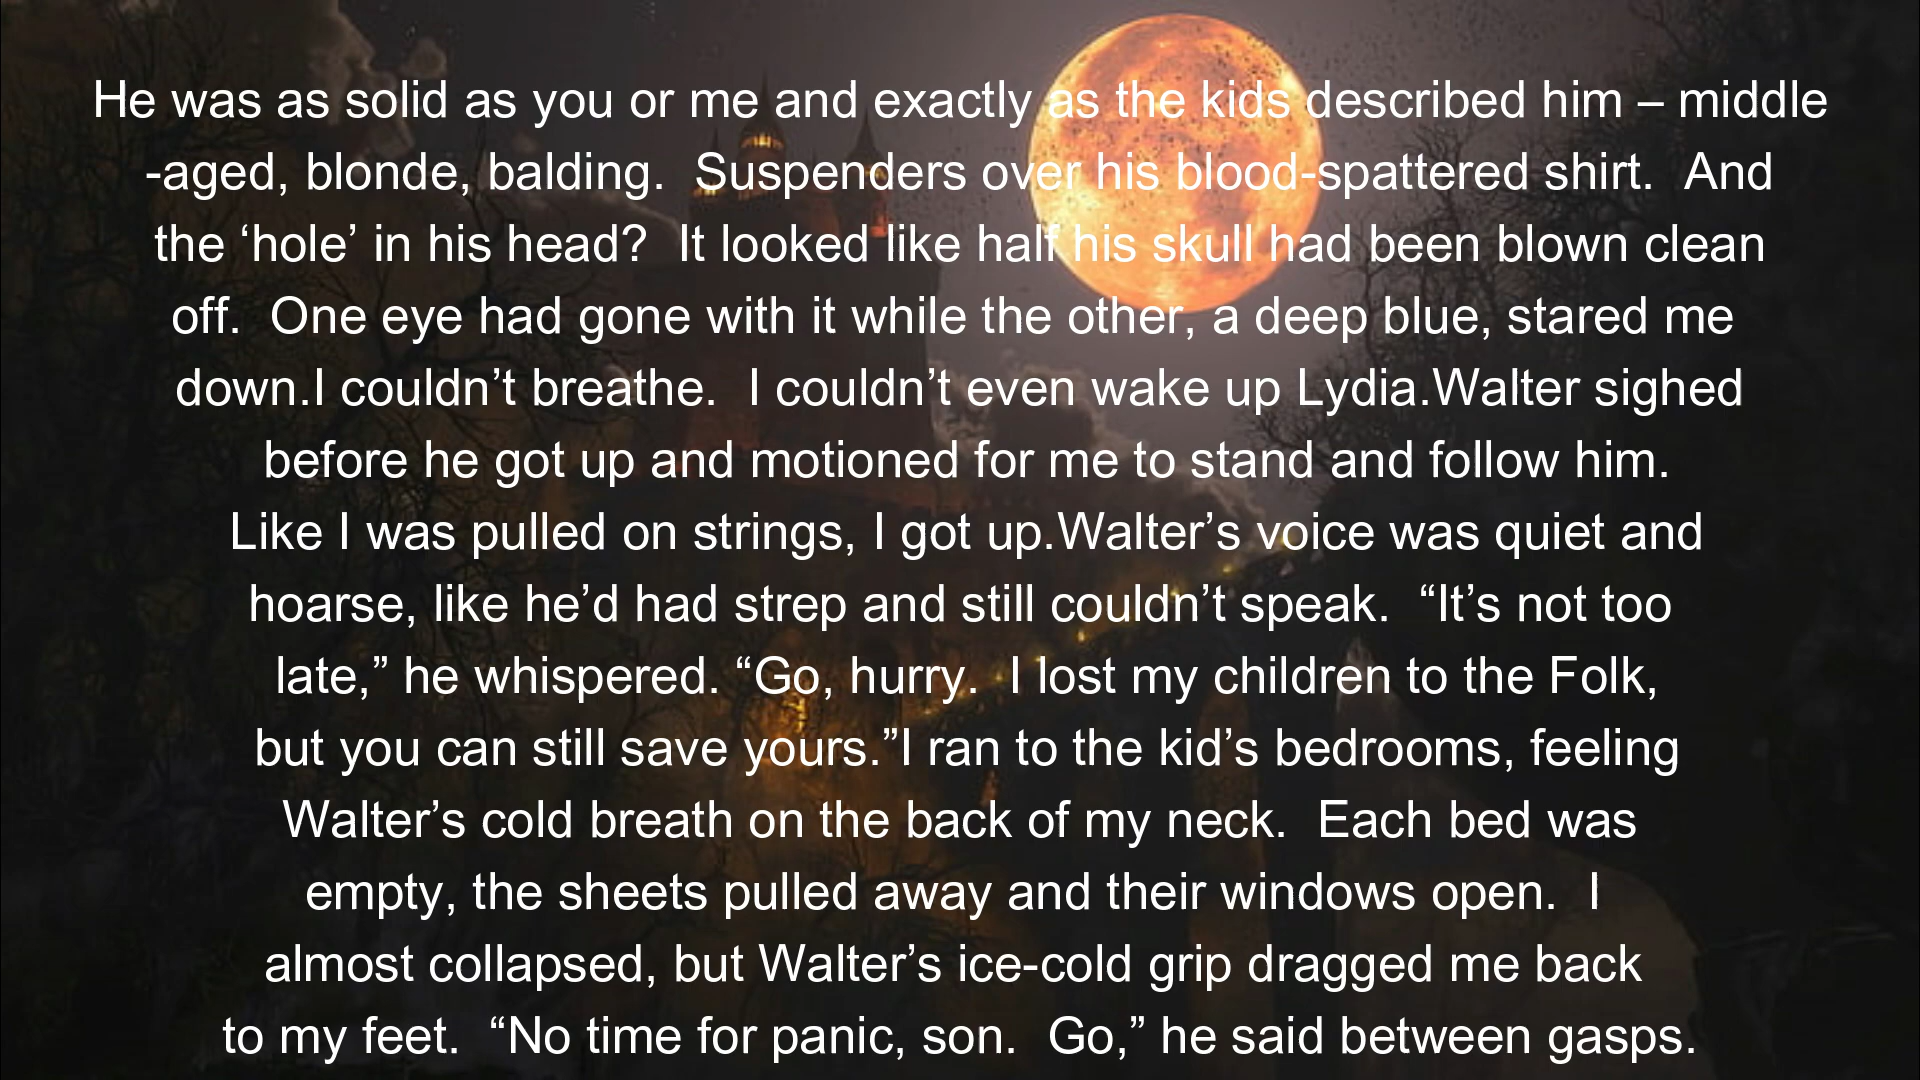 He was as solid as you or me and exactly as the kids described him – middle
-aged, blonde, balding.  Suspenders over his blood-spattered shirt.  And
the ‘hole’ in his head?  It looked like half his skull had been blown clean
off.  One eye had gone with it while the other, a deep blue, stared me
down.I couldn’t breathe.  I couldn’t even wake up Lydia.Walter sighed
before he got up and motioned for me to stand and follow him.
Like I was pulled on strings, I got up.Walter’s voice was quiet and
hoarse, like he’d had strep and still couldn’t speak.  “It’s not too
late,” he whispered. “Go, hurry.  I lost my children to the Folk,
but you can still save yours.”I ran to the kid’s bedrooms, feeling
Walter’s cold breath on the back of my neck.  Each bed was
empty, the sheets pulled away and their windows open.  I
almost collapsed, but Walter’s ice-cold grip dragged me back
to my feet.  “No time for panic, son.  Go,” he said between gasps.